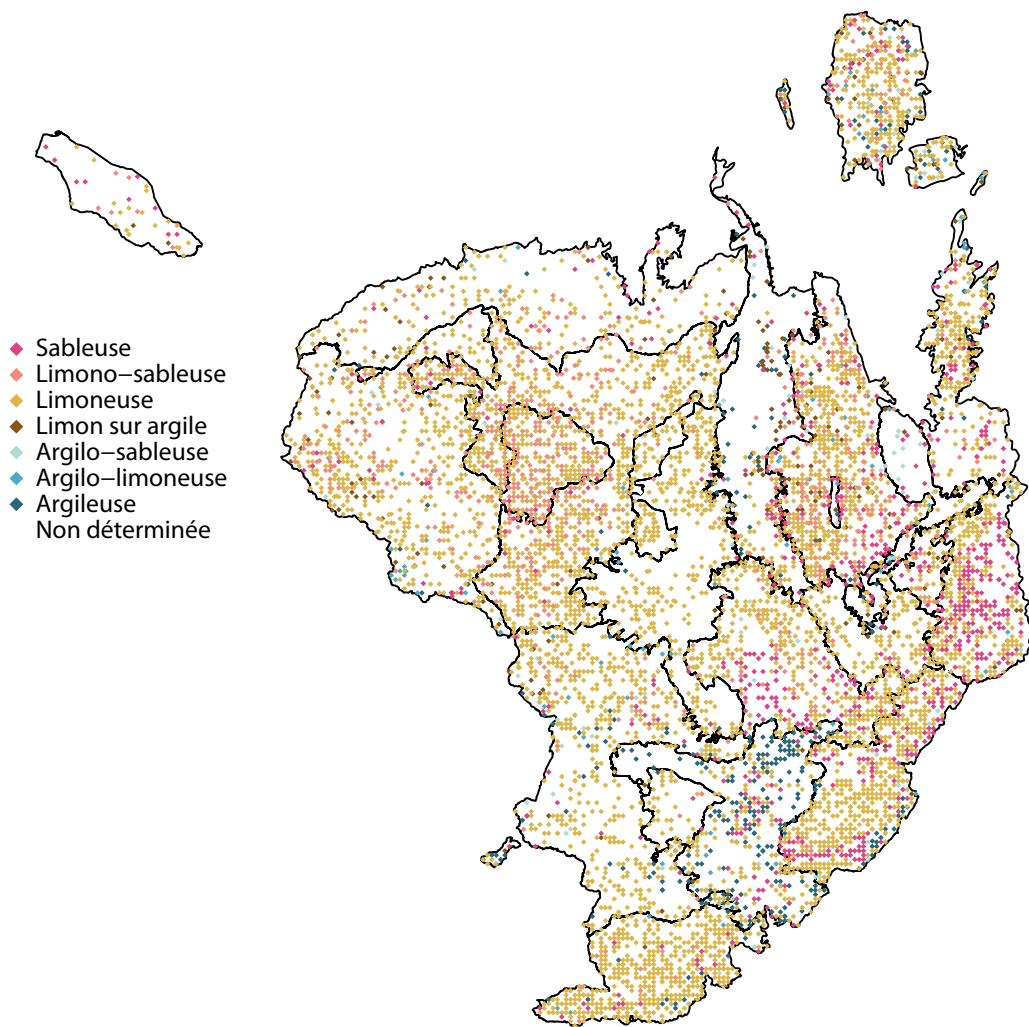 Sableuse
Limono−sableuse
Limoneuse
Limon sur argile
Argilo−sableuse
Argilo−limoneuse
Argileuse
Non déterminée